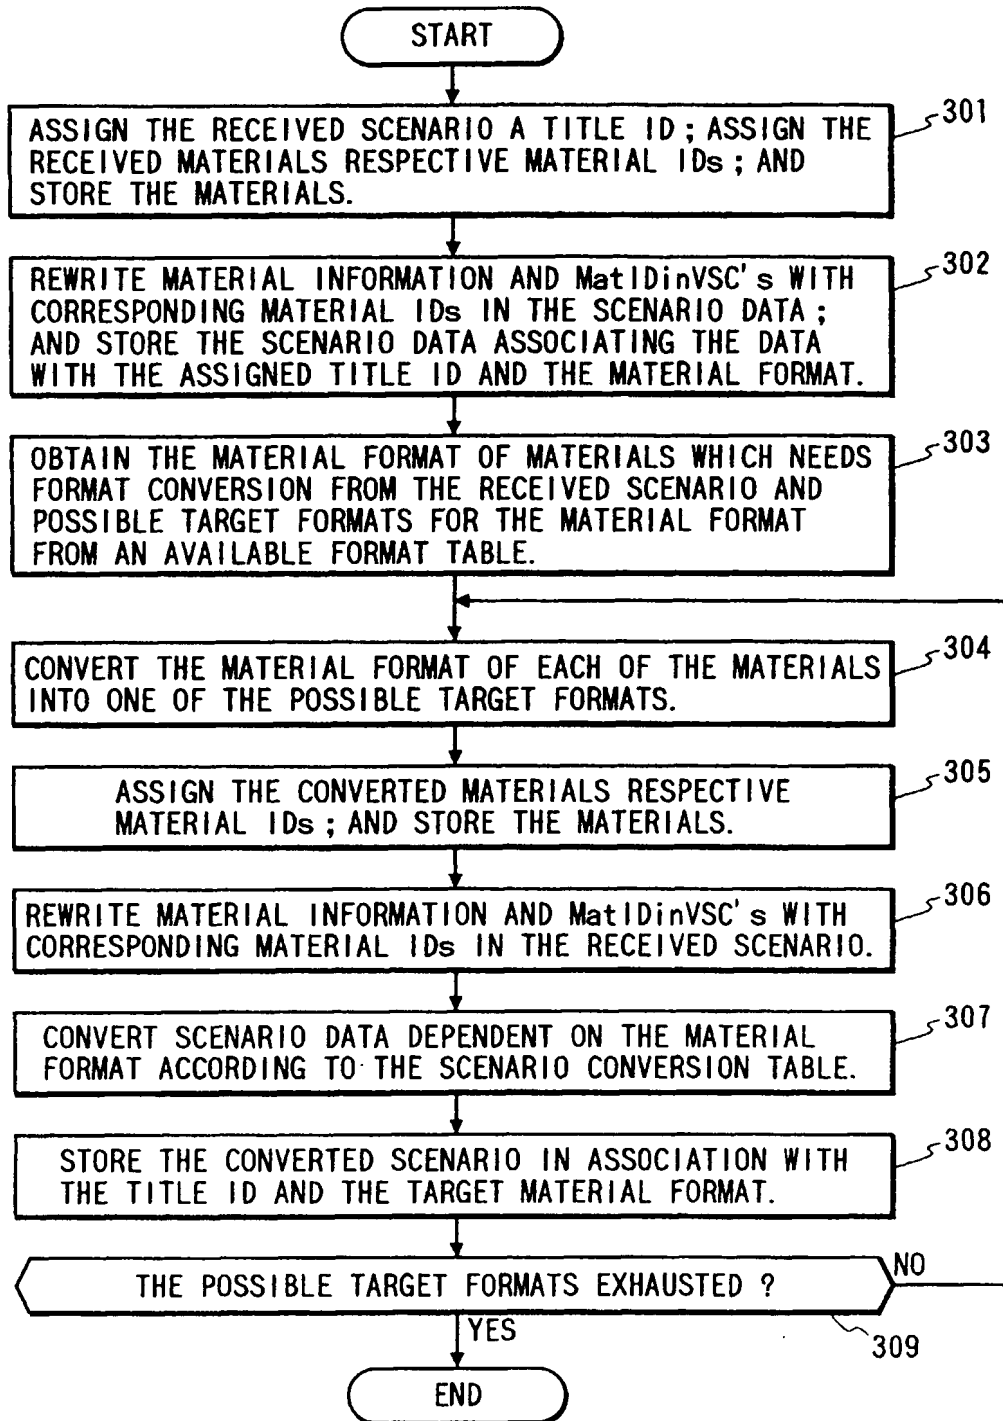 START
301
ASSIGN THE RECEIVED SCENARIO A TITLE ID; ASSIGN THE
RECEIVED MATERIALS RESPECTIVE MATERIAL IDs; AND
STORE THE MATERIALS.
302
REWRITE MATERIAL INFORMATION AND MatIDinVSC's WITH
CORRESPONDING MATERIAL IDs IN THE SCENARIO DATA;
AND STORE THE SCENARIO DATA ASSOCIATING THE DATA
WITH THE ASSIGNED TITLE ID AND THE MATERIAL FORMAT.
303
OBTAIN THE MATERIAL FORMAT OF MATERIALS WHICH NEEDS
FORMAT CONVERSION FROM THE RECEIVED SCENARIO AND
POSSIBLE TARGET FORMATS FOR THE MATERIAL FORMAT
FROM AN AVAILABLE FORMAT TABLE.
304
CONVERT THE MATERIAL FORMAT OF EACH OF THE MATERIALS
INTO ONE OF THE POSSIBLE TARGET FORMATS.
305
ASSIGN THE CONVERTED MATERIALS RESPECTIVE
MATERIAL IDs; AND STORE THE MATERIALS.
306
REWRITE MATERIAL INFORMATION AND MatIDinVSC's WITH
CORRESPONDING MATERIAL IDs IN THE RECEIVED SCENARIO.
307
CONVERT SCENARIO DATA DEPENDENT ON THE MATERIAL
FORMAT ACCORDING TO THE SCENARIO CONVERSION TABLE.
308
STORE THE CONVERTED SCENARIO IN ASSOCIATION WITH
THE TITLE ID AND THE TARGET MATERIAL FORMAT.
THE POSSIBLE TARGET FORMATS EXHAUSTED ?
NO
YES
309
END